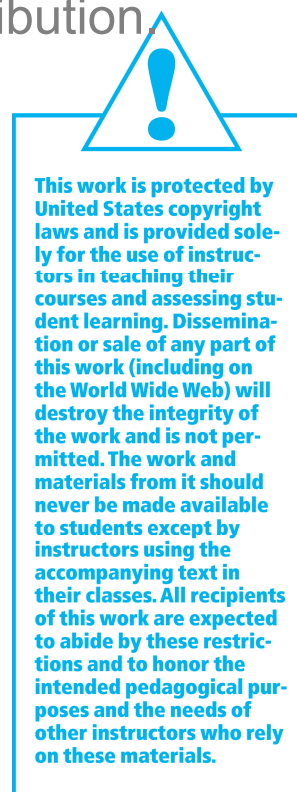 ibution.
!
This work is protected by
United States copyright
laws and is provided sole-
ly for the use of instruc-
tors in teaching their
courses and assessing stu-
dent learning. Dissemina-
tion or sale of any part of
this work (including on
the World Wide Web) will
destroy the integrity of
the work and is not per-
mitted. The work and
materials from it should
never be made available
to students except by
instructors using the
accompanying text in
their classes. All recipients
of this work are expected
to abide by these restric-
tions and to honor the
intended pedagogical pur-
poses and the needs of
other instructors who rely
on these materials.